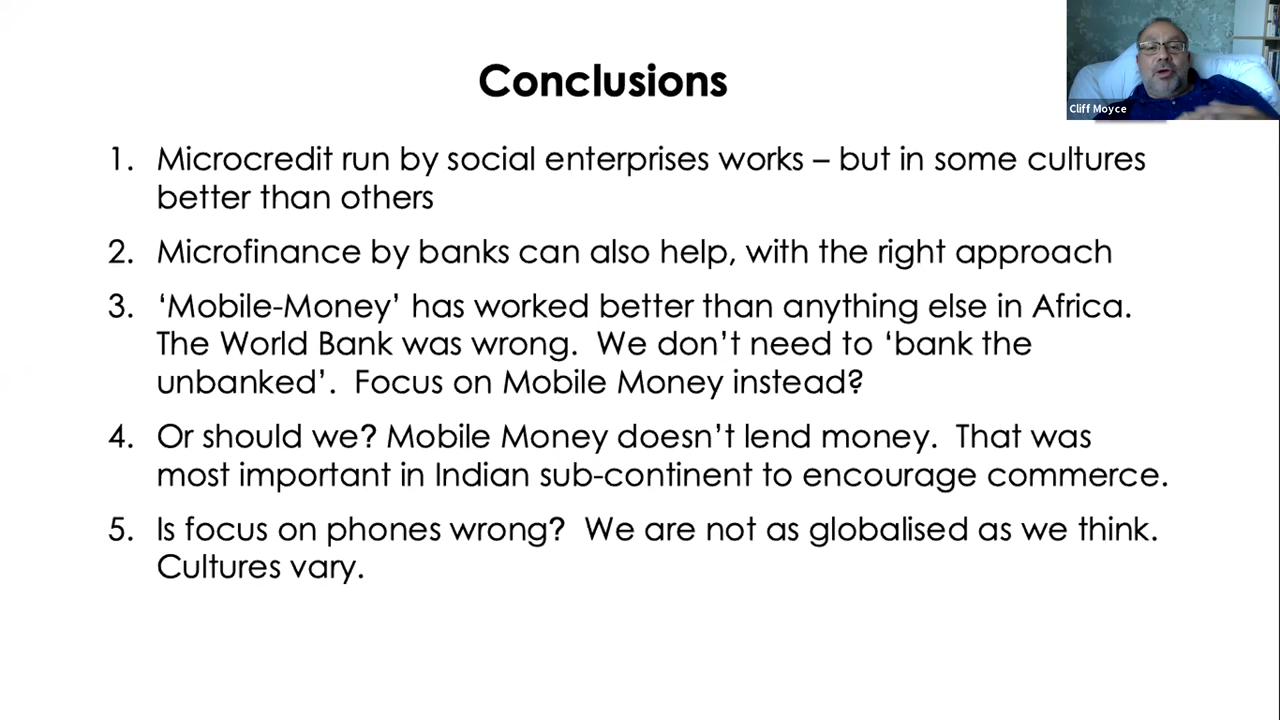 Conclusions
Cliff Moyce
1. Microcredit run by social enterprises works – but in some cultures
better than others
2. Microfinance by banks can also help, with the right approach
3. ‘Mobile-Money’ has worked better than anything else in Africa.
The World Bank was wrong.  We don’t need to ‘bank the
unbanked’.  Focus on Mobile Money instead?
4. Or should we? Mobile Money doesn’t lend money.  That was
most important in Indian sub-continent to encourage commerce.
5. Is focus on phones wrong?  We are not as globalised as we think.
Cultures vary.